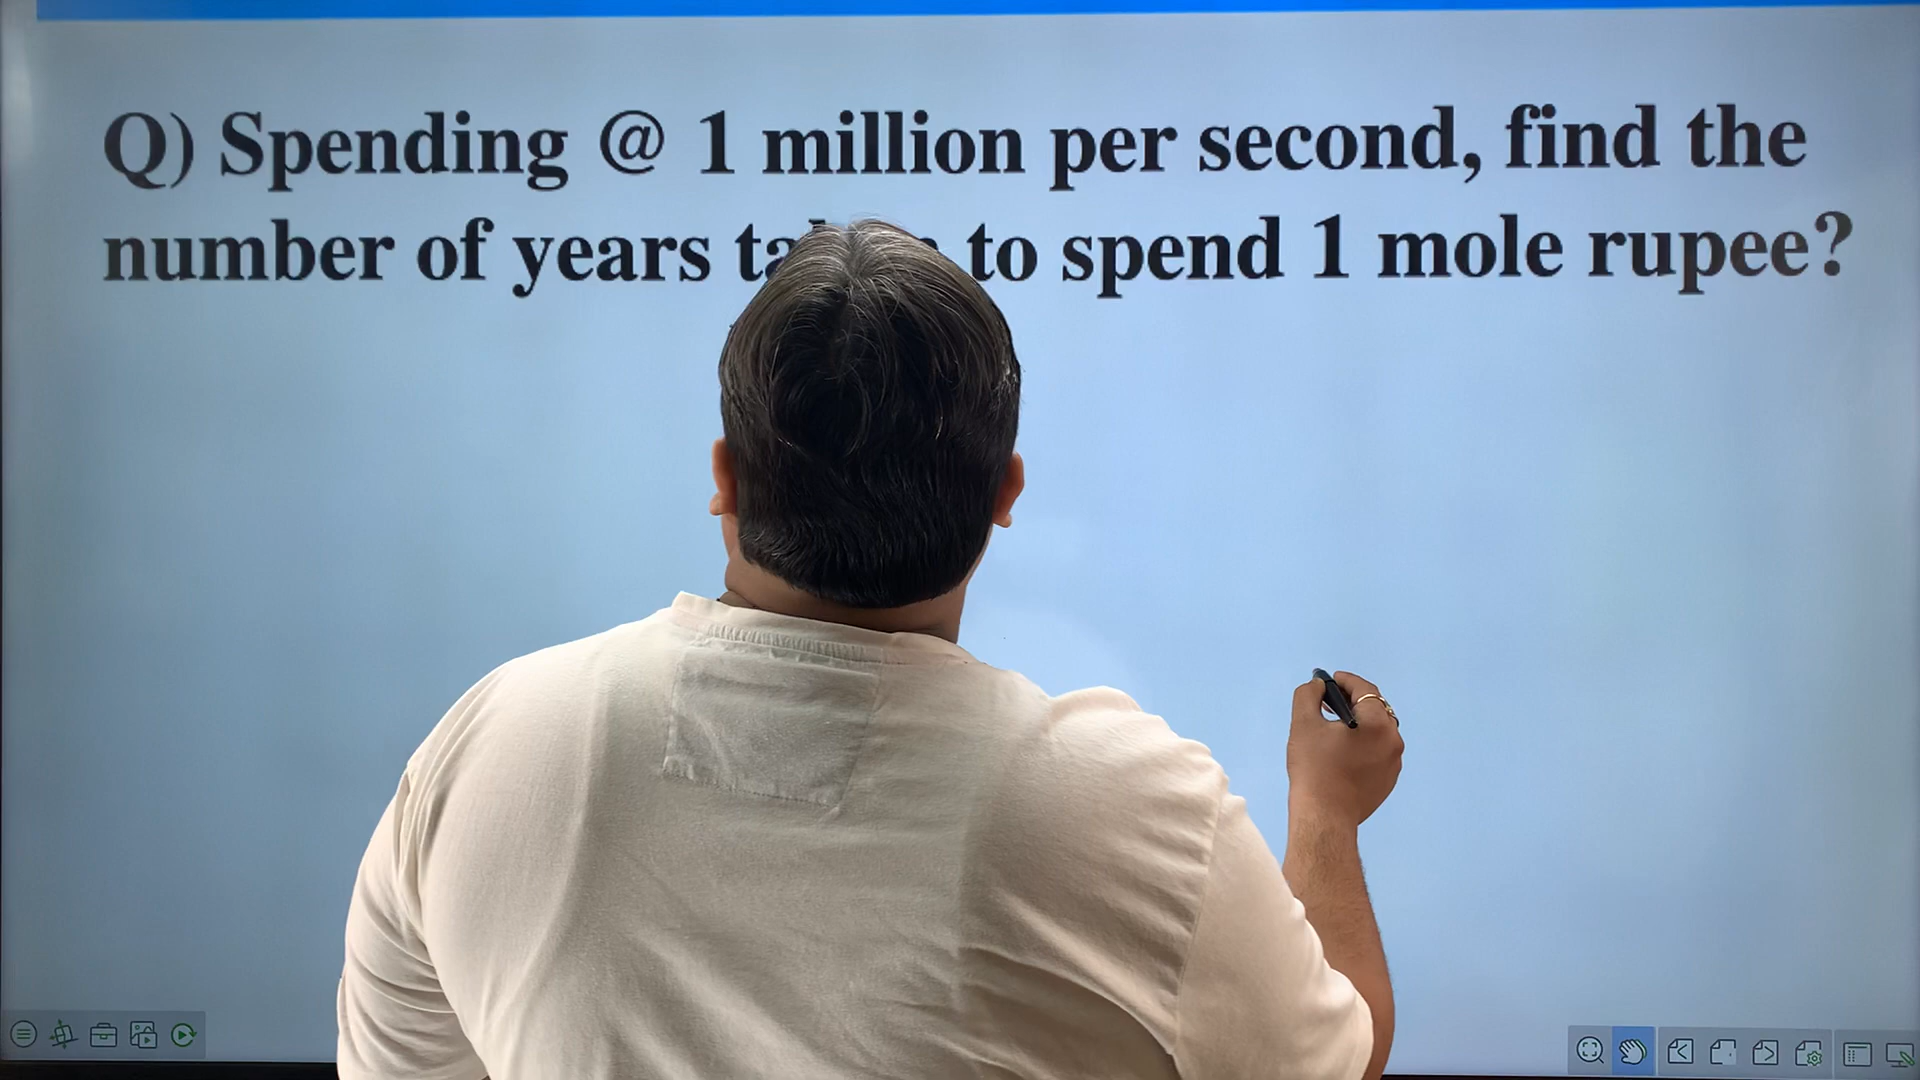 Q) Spending @ 1 million per second, find the
number of years to spend 1 mole rupee?